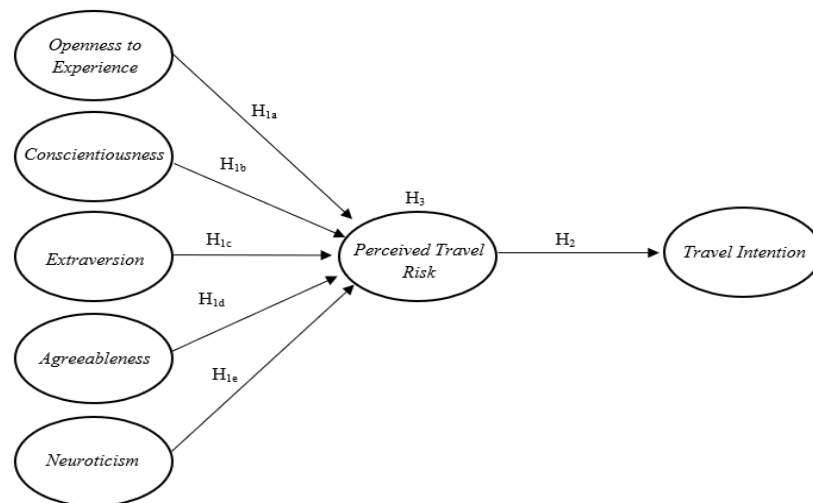 Openness to
Experience
H1a
Conscientiousness
H1b
H3
Extraversion
H1c
Perceived Travel
Risk
H2
Travel Intention
H1d
Agreeableness
H1e
Neuroticism